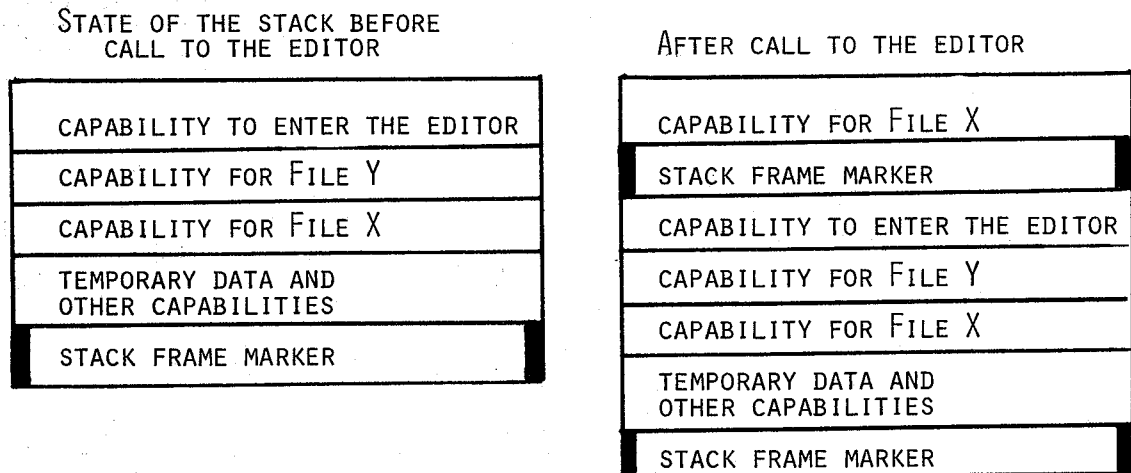 STATE OF THE STACK BEFORE
CALL TO THE EDITOR
CAPABILITY TO ENTER THE EDITOR
CAPABILITY FOR FILE Y
CAPABILITY FOR FILE X
TEMPORARY DATA AND
OTHER CAPABILITIES
STACK FRAME MARKER
AFTER CALL TO THE EDITOR
CAPABILITY FOR FILE X
STACK FRAME MARKER
CAPABILITY TO ENTER THE EDITOR
CAPABILITY FOR FILE Y
CAPABILITY FOR FILE X
TEMPORARY DATA AND
OTHER CAPABILITIES
STACK FRAME MARKER